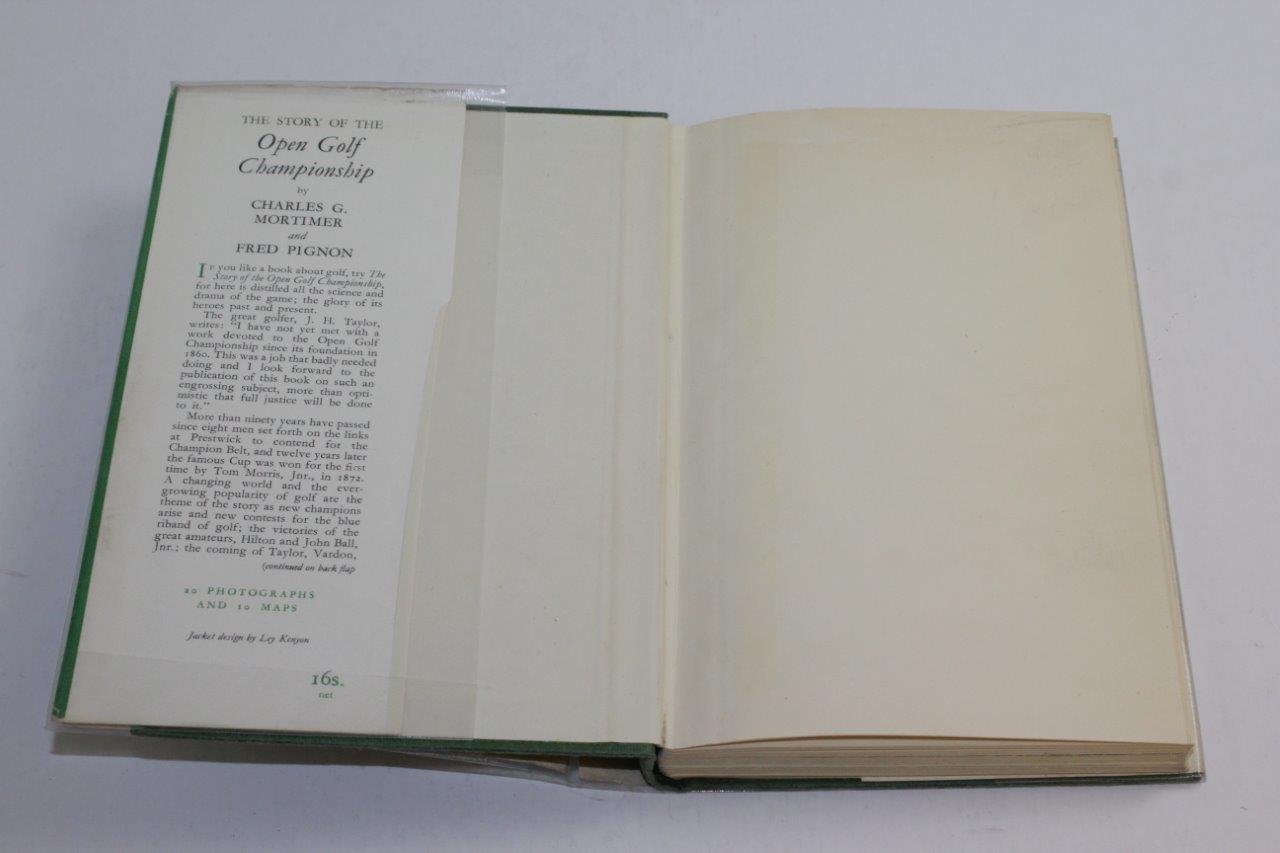 THE STORY OF THE
Open Golf
Championship
by
CHARLES G.
MORTIMER
and
FRED PIGNON
IF you like a book about golf, try The
Story of the Open Golf Championship,
for here is distilled all the science and
drama of the game; the glory of its
heroes past and present.
The great golfer, J. H. Taylor,
writes: "I have not yet met with a
work devoted to the Open Golf
Championship since its foundation in
1860. This was a job that badly needed
doing and I look forward to the
publication of this book on such an
engrossing subject, more than opti-
mistic that full justice will be done
to it."
More than ninety years have passed
since eight men set forth on the links
at Prestwick to contend for the
Champion Belt, and twelve years later
the famous Cup was won for the first
time by Tom Morris, Jnr., in 1872.
A changing world and the ever-
growing popularity of golf are the
theme of the story as new champions
arise and new contests for the blue
riband of golf; the victories of the
great amateurs, Hilton and John Ball,
Jnr.; the coming of Taylor, Vardon,
(continued on back flap
20 PHOTOGRAPHS
AND 10 MAPS
Jacket design by Ley Kenyon
16s.
net